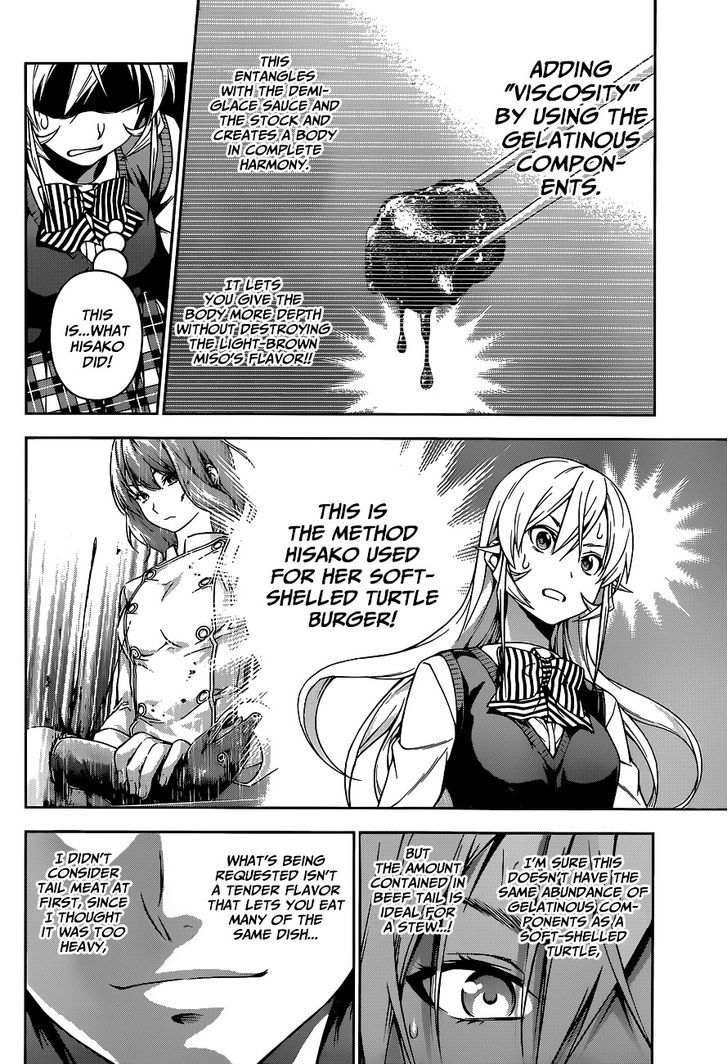 ADDING
"VISCOSITY"
BY USING THE
GELATINOUS
COMPON-
ENTS.
THIS
ENTANGLES
WITH THE DEMI-
GLACE SAUCE AND
THE STOCK AND
CREATES A BODY
IN COMPLETE
HARMONY.
IT LETS
YOU GIVE THE
BODY MORE DEPTH
WITHOUT DESTROYING
THE LIGHT-BROWN
MISO'S FLAVOR!!
THIS
IS...WHAT
HISAKO
DID!
THIS IS
THE METHOD
HISAKO USED
FOR HER SOFT-
SHELLED TURTLE
BURGER!
I'M SURE THIS
DOESN'T HAVE THE
SAME ABUNDANCE OF
GELATINOUS COM-
PONENTS AS A
SOFT-SHELLED
TURTLE,
BUT
THE AMOUNT
CONTAINED IN
BEEF TAIL IS
IDEAL FOR
A STEW...!
WHAT'S BEING
REQUESTED ISN'T
A TENDER FLAVOR
THAT LETS YOU EAT
MANY OF THE
SAME DISH...
I DIDN'T
CONSIDER
TAIL MEAT AT
FIRST, SINCE
I THOUGHT
IT WAS TOO
HEAVY,